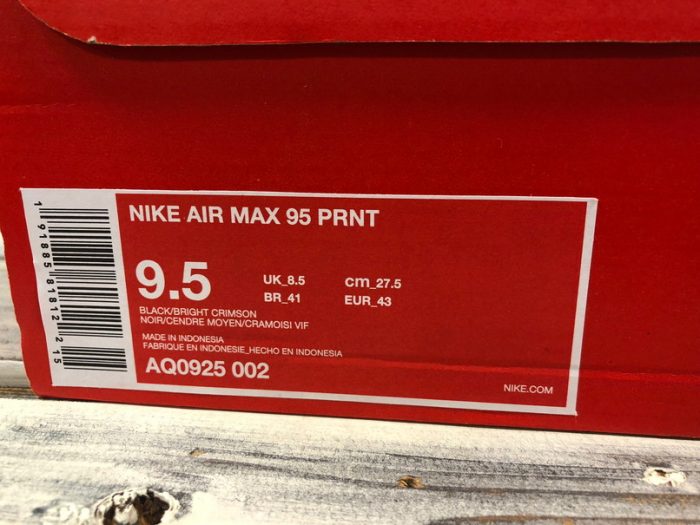 NIKE AIR MAX 95 PRNT
9.5
UK_8.5 cm_27.5
BR_41 EUR_43
BLACK/BRIGHT CRIMSON
NOIR/CENDRE MOYEN/CRAMOISI VIF
MADE IN INDONESIA
FABRIQUE EN INDONESIE_HECHO EN INDONESIA
AQ0925 002
NIKE.COM
1 91885 81812 2 15